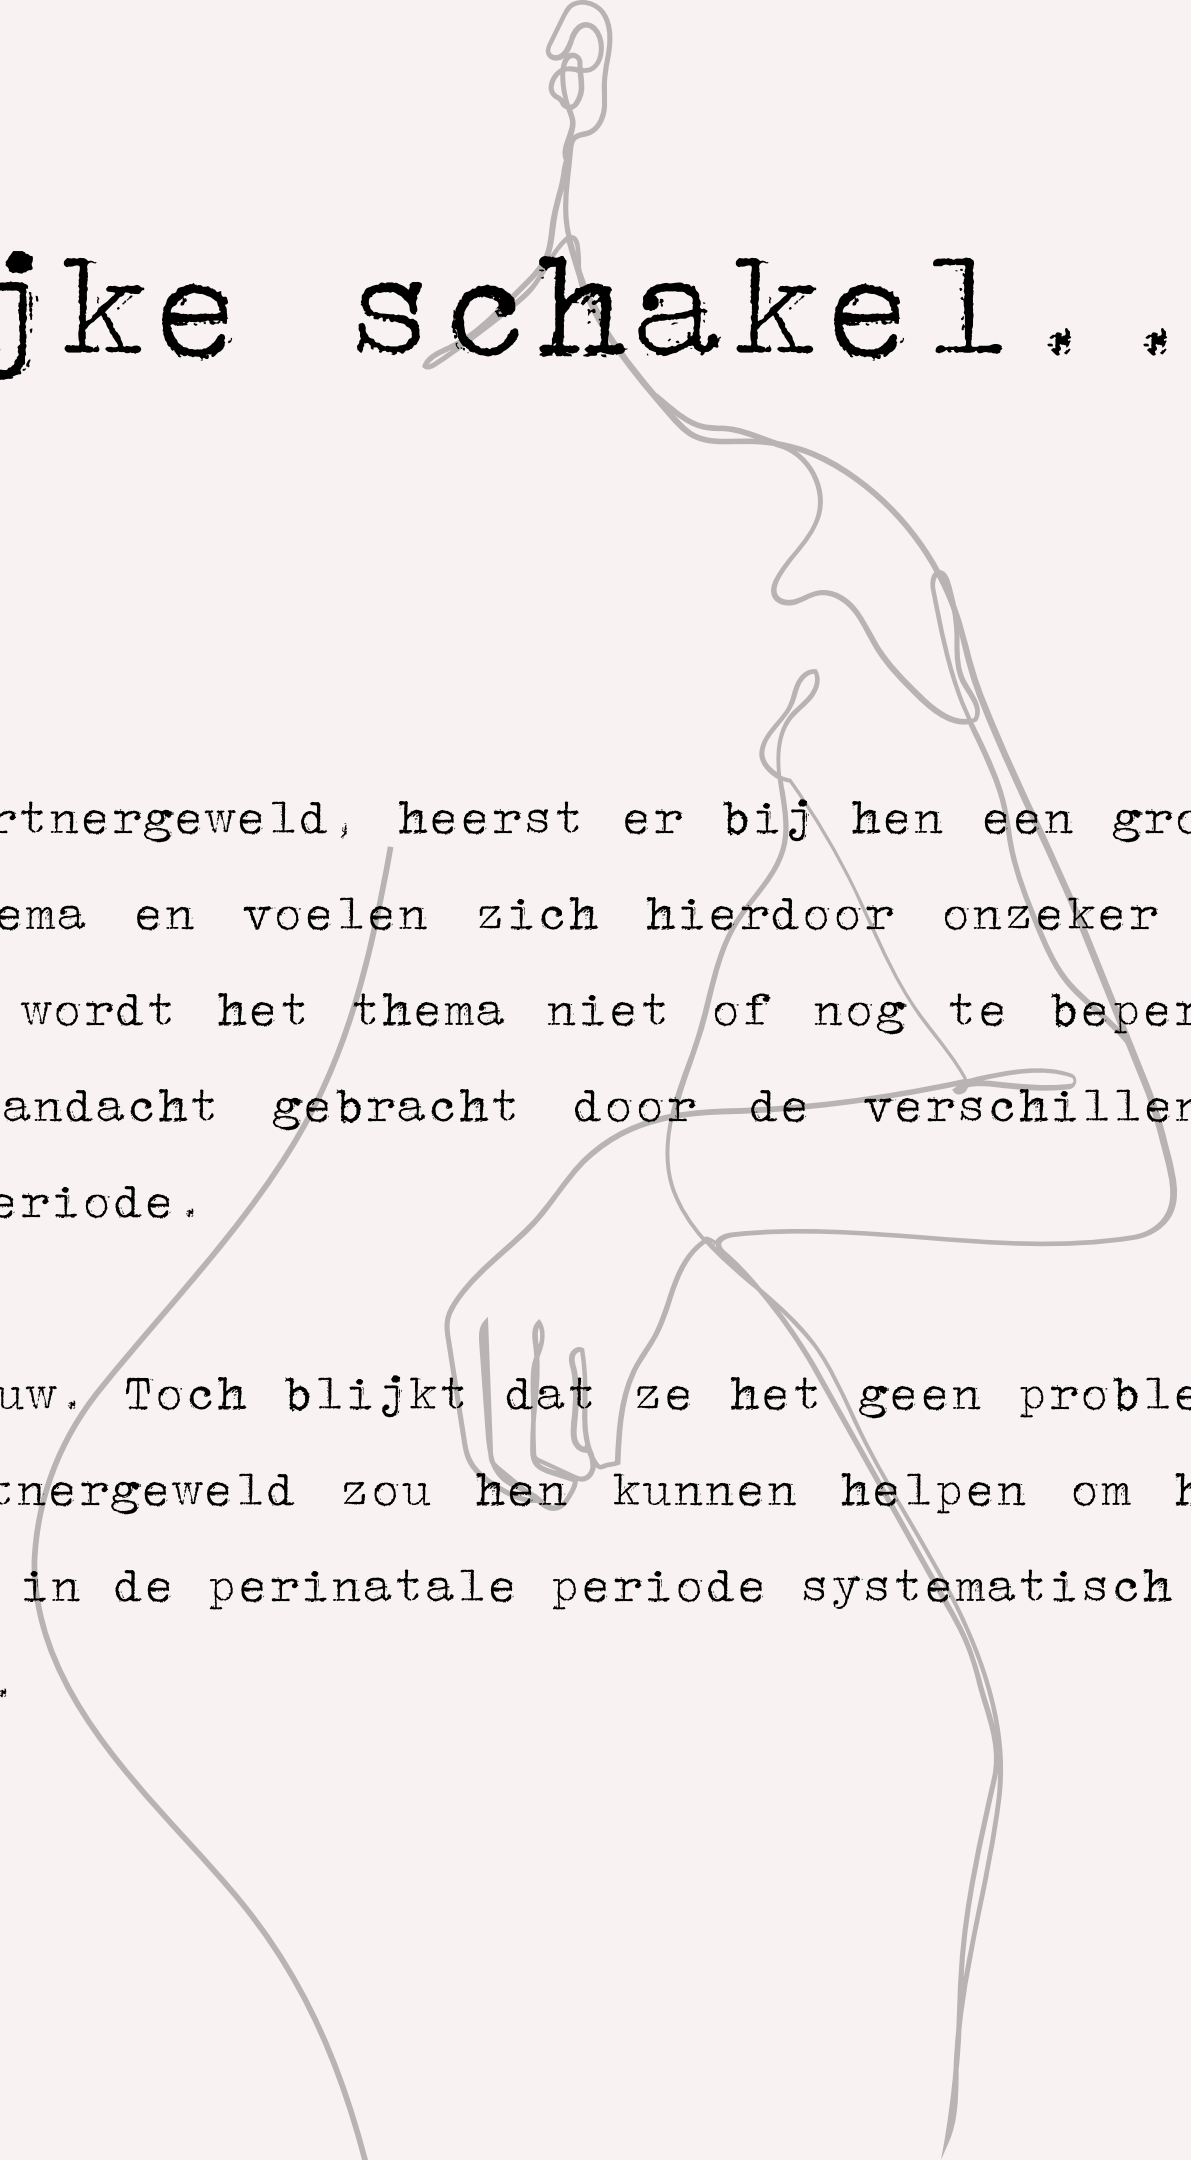 jke schakel..
rtnergeweld, heerst er bij hen een gro
ema en voelen zich hierdoor onzeker
wordt het thema niet of nog te beper
andacht gebracht door de verschillen
eriode.
uw. Toch blijkt dat ze het geen proble
tnergeweld zou hen kunnen helpen om h
in de perinatale periode systematisch
.